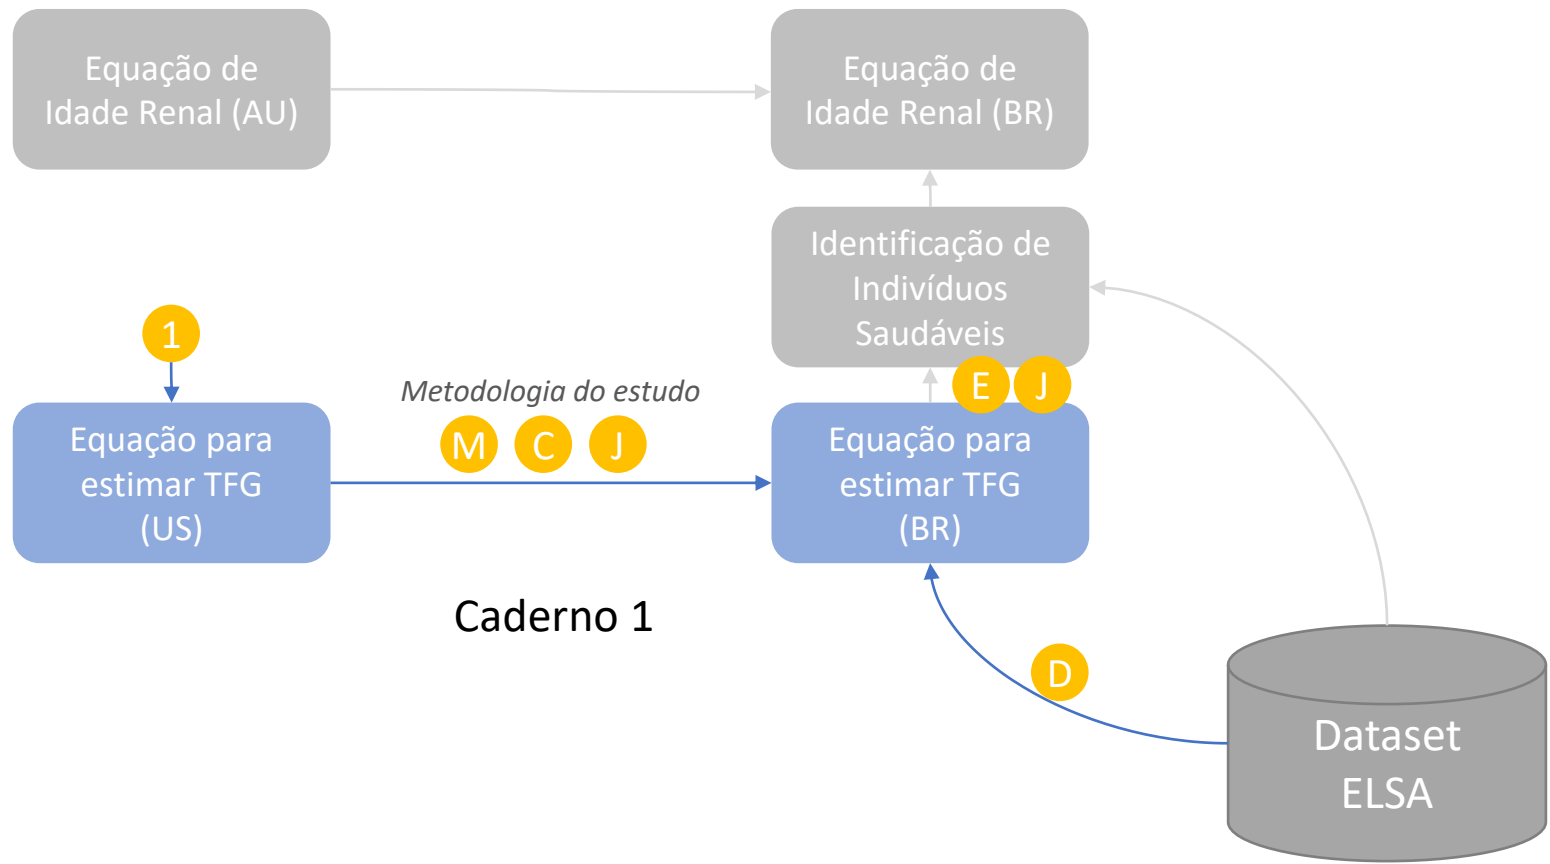 Equação de
Idade Renal (AU)
Equação de
Idade Renal (BR)
Identificação de
Indivíduos
Saudáveis
1
E J
Metodologia do estudo
M C J
Equação para
estimar TFG
(US)
Equação para
estimar TFG
(BR)
Caderno 1
D
Dataset
ELSA